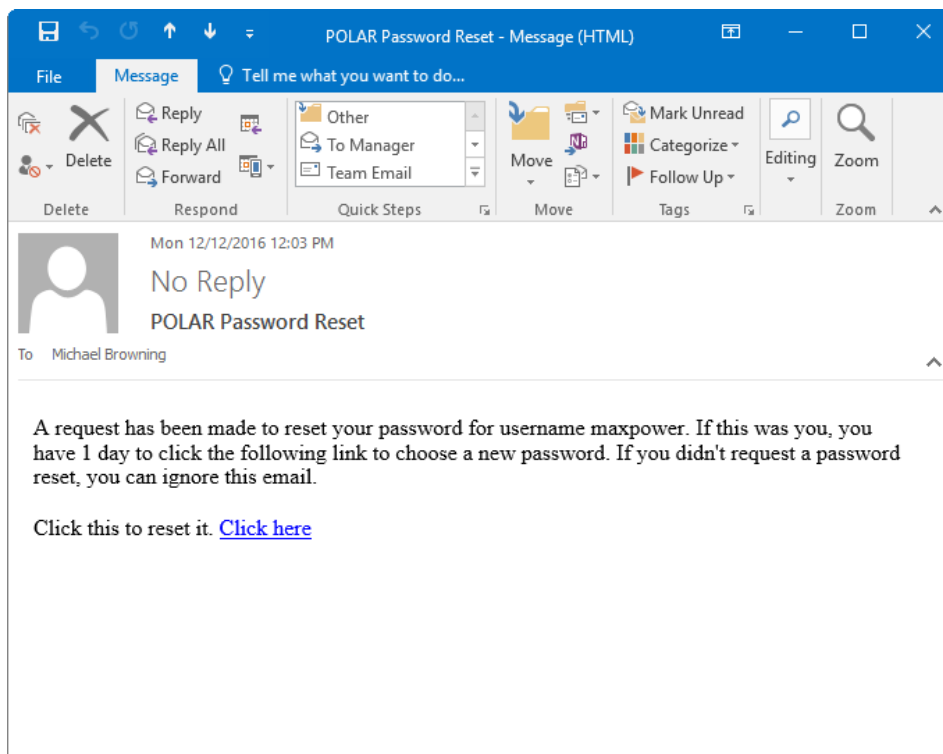 POLAR Password Reset - Message (HTML)
File Message Tell me what you want to do...
Delete
Reply
Reply All
Forward
Other
To Manager
Team Email
Move
Mark Unread
Categorize
Follow Up
Editing
Zoom
Delete Respond Quick Steps Move Tags Zoom
Mon 12/12/2016 12:03 PM
No Reply
POLAR Password Reset
To Michael Browning
A request has been made to reset your password for username maxpower. If this was you, you
have 1 day to click the following link to choose a new password. If you didn't request a password
reset, you can ignore this email.
Click this to reset it. Click here